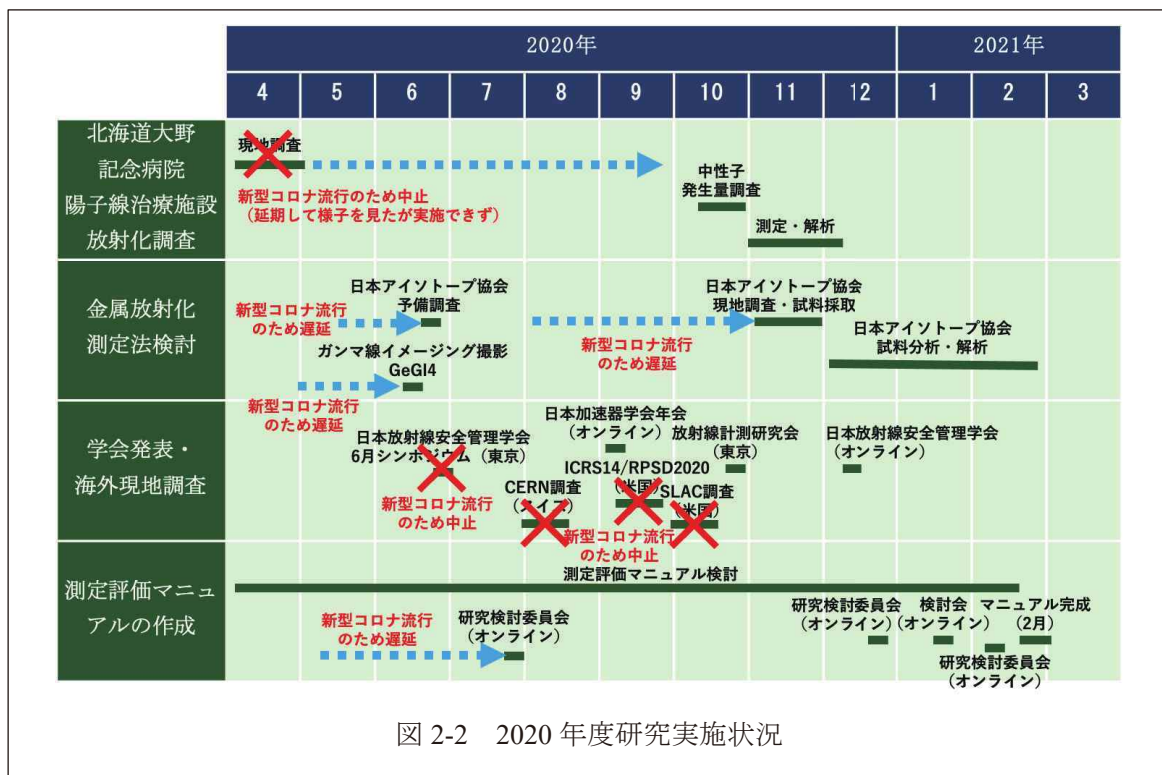 2020年
2021年
4
5
6
7
8
9
10
11
12
1
2
3
北海道大野
記念病院
陽子線治療施設
放射化調査
現地調査
新型コロナ流行のため中止
（延期して様子を見たが実施できず）
中性子
発生量調査
測定・解析
金属放射化
測定法検討
新型コロナ流行
のため遅延
日本アイソトープ協会
予備調査
ガンマ線イメージング撮影
GeGI4
新型コロナ流行
のため遅延
新型コロナ流行
のため遅延
日本アイソトープ協会
現地調査・試料採取
日本アイソトープ協会
試料分析・解析
学会発表・
海外現地調査
日本放射線安全管理学会
6月シンポジウム（東京）
新型コロナ流行
のため中止
CERN調査
（スイス）
日本加速器学会年会
（オンライン）
ICRS14/RPSD2020
（米国）
新型コロナ流行
のため中止
SLAC調査
（米国）
放射線計測研究会
（東京）
日本放射線安全管理学会
（オンライン）
測定評価マニュ
アルの作成
測定評価マニュアル検討
新型コロナ流行
のため遅延
研究検討委員会
（オンライン）
研究検討委員会
（オンライン）
検討会
（オンライン）
マニュアル完成
（2月）
研究検討委員会
（オンライン）
図 2-2　2020 年度研究実施状況